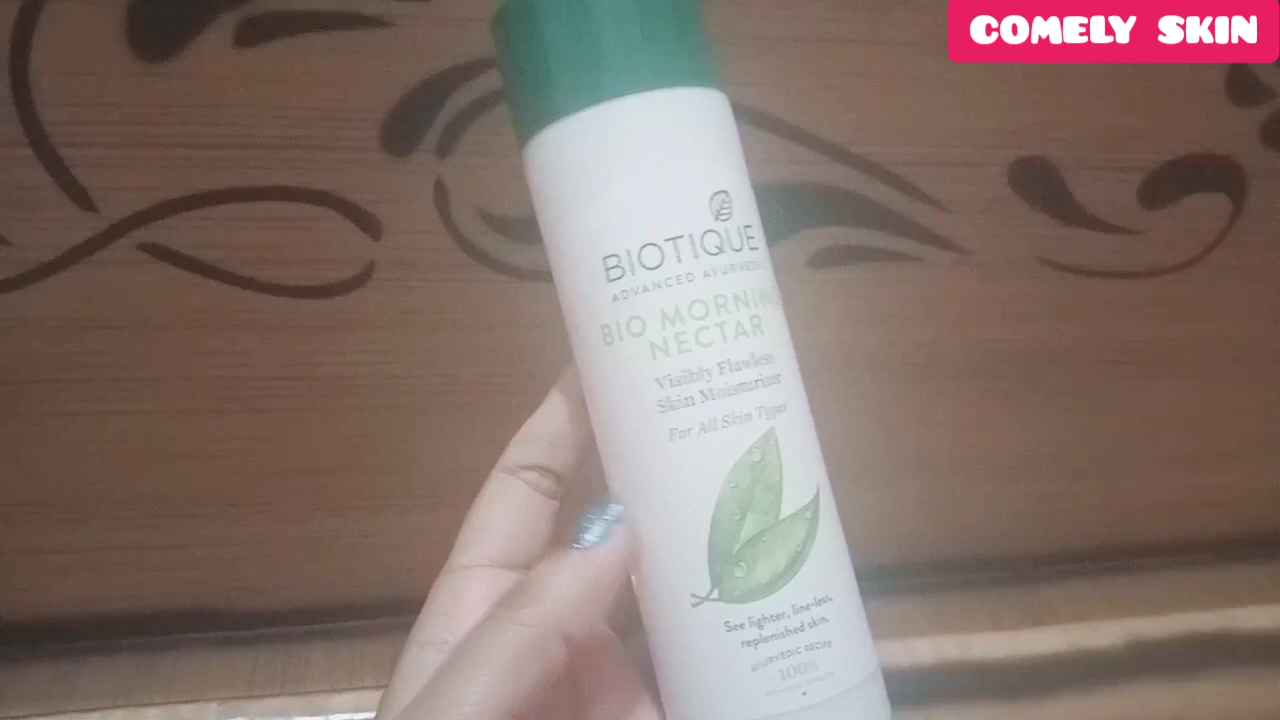 COMELY SKIN
BIOTIQUE
ADVANCED AYURVEDA
BIO MORNING
NECTAR
Visibly Flawless
Skin Moisturizer
For All Skin Types
See lighter, line-less,
replenished skin.
AYURVEDIC RECIPE
100%